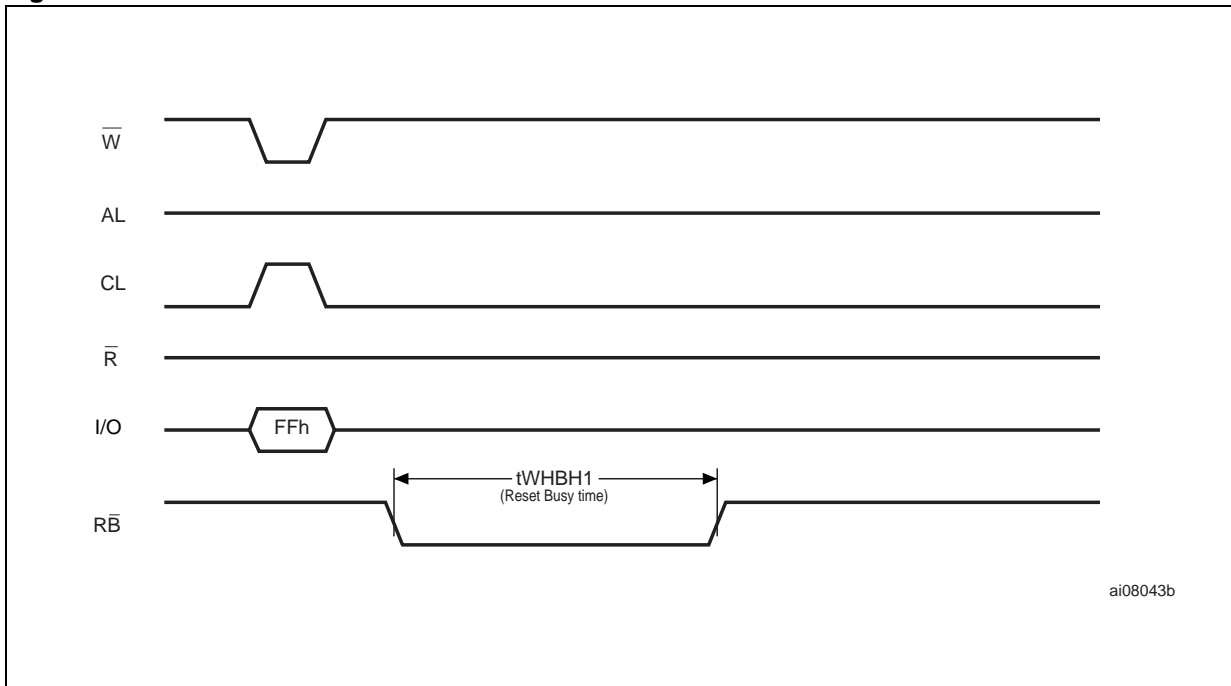 W̅
AL
CL
R̅
I/O
FFh
tWHBH1
(Reset Busy time)
RB̅
ai08043b